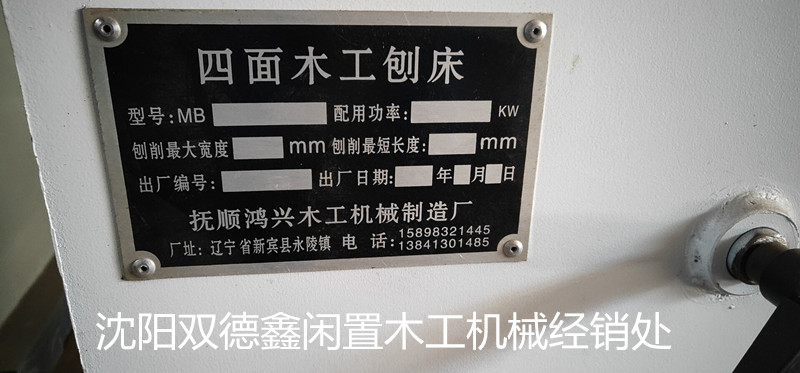 四面木工刨床
型号:MB 配用功率: KW
刨削最大宽度 mm 刨削最短长度: mm
出厂编号: 出厂日期: 年 月 日
抚顺鸿兴木工机械制造厂
厂址:辽宁省新宾县永陵镇 电 话:15898321445
13841301485
沈阳双德鑫闲置木工机械经销处